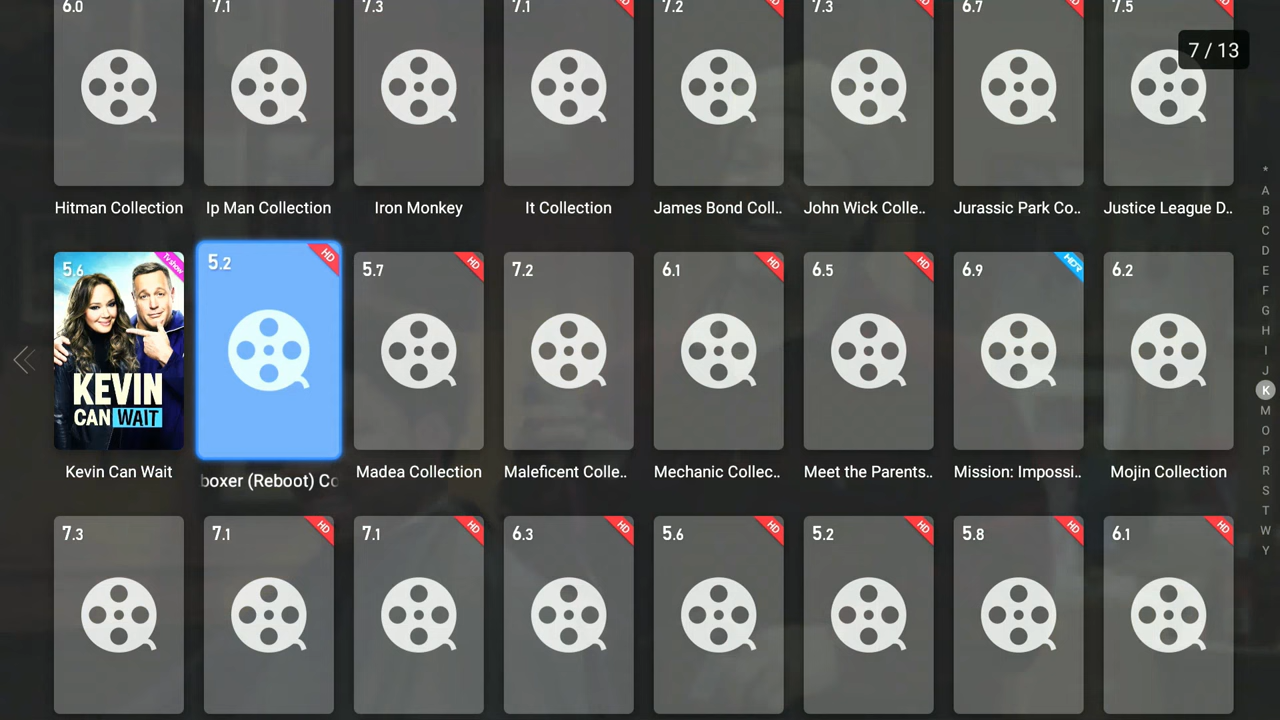 6.0 7.1 7.3 7.1 7.2 7.3 6.7 7.5
7 / 13
Hitman Collection Ip Man Collection Iron Monkey It Collection James Bond Coll.. John Wick Colle.. Jurassic Park Co.. Justice League D..
5.6 TV show 5.2 HD 5.7 HD 7.2 6.1 HD 6.5 HD 6.9 HDR 6.2
KEVIN
CAN WAIT
Kevin Can Wait boxer (Reboot) Co Madea Collection Maleficent Colle.. Mechanic Collec.. Meet the Parents.. Mission: Impossi.. Mojin Collection
7.3 7.1 HD 7.1 HD 6.3 HD 5.6 HD 5.2 HD 5.8 HD 6.1 HD
*
A
B
C
D
E
F
G
H
I
J
K
M
O
P
R
S
T
W
Y